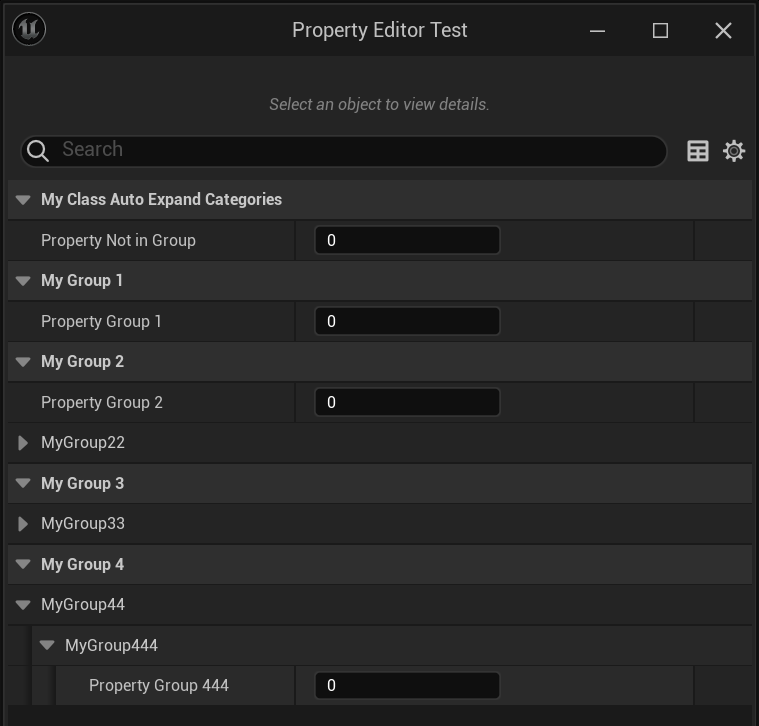 Property Editor Test
Select an object to view details.
Search
My Class Auto Expand Categories
Property Not in Group 0
My Group 1
Property Group 1 0
My Group 2
Property Group 2 0
MyGroup22
My Group 3
MyGroup33
My Group 4
MyGroup44
MyGroup444
Property Group 444 0